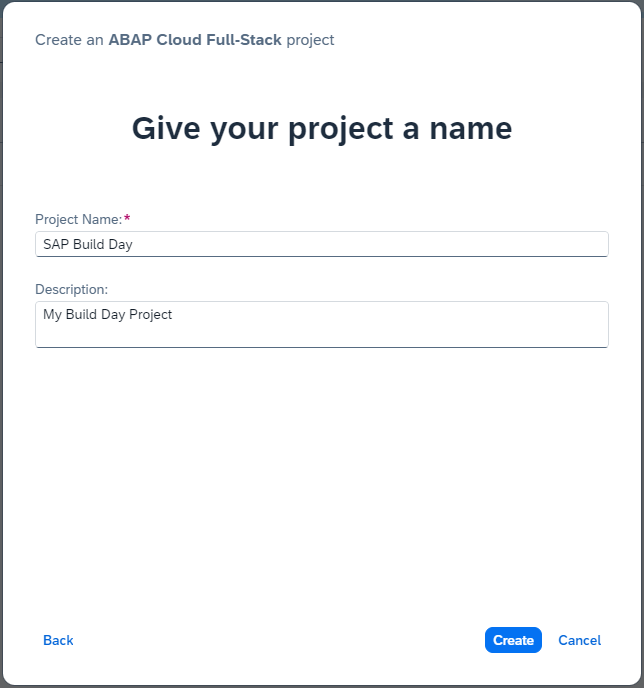 Create an ABAP Cloud Full-Stack project
Give your project a name
Project Name:*
SAP Build Day
Description:
My Build Day Project
Back Create Cancel